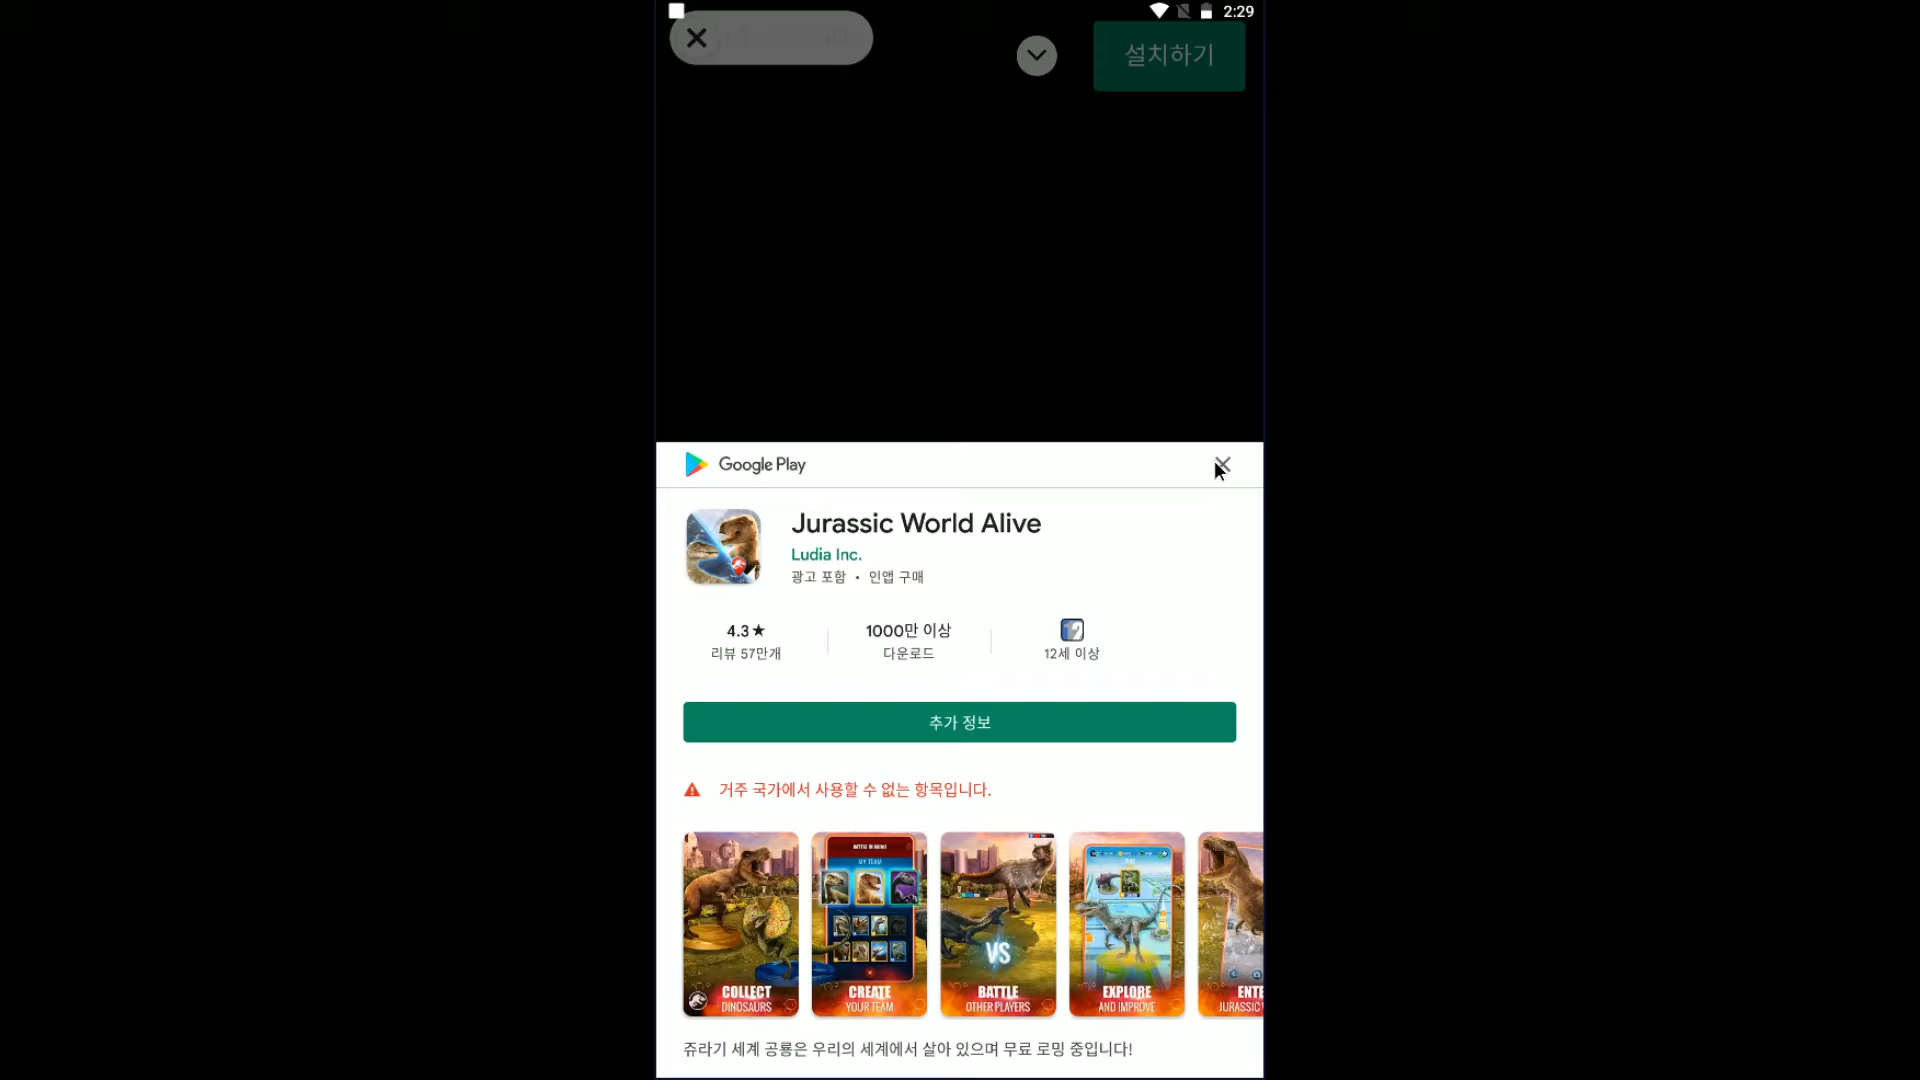 2:29
설치하기
Google Play
Jurassic World Alive
Ludia Inc.
광고 포함 • 인앱 구매
4.3★
리뷰 57만개
1000만 이상
다운로드
12세 이상
추가 정보
거주 국가에서 사용할 수 없는 항목입니다.
MY TEAM
VS
COLLECT
DINOSAURS
CREATE
YOUR TEAM
BATTLE
OTHER PLAYERS
EXPLORE
AND IMPROVE
ENTE
JURASSIC
쥬라기 세계 공룡은 우리의 세계에서 살아 있으며 무료 로밍 중입니다!